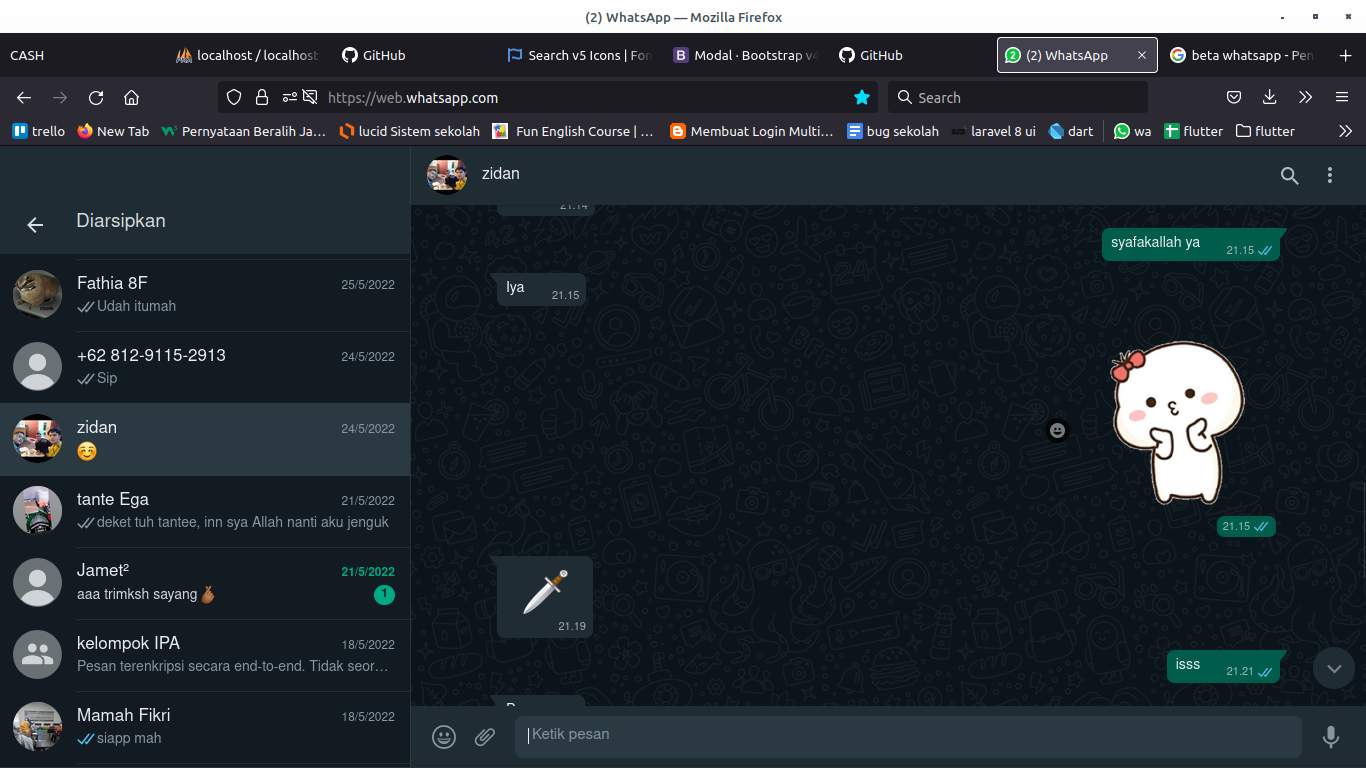 (2) WhatsApp — Mozilla Firefox
CASH
localhost / localhost
GitHub
Search v5 Icons | Fon
Modal · Bootstrap v4
GitHub
(2) WhatsApp
beta whatsapp - Pen
https://web.whatsapp.com
Search
trello
New Tab
Pernyataan Beralih Ja…
lucid Sistem sekolah
Fun English Course | …
Membuat Login Multi…
bug sekolah
laravel 8 ui
dart
wa
flutter
flutter
Diarsipkan
Fathia 8F
25/5/2022
Udah itumah
+62 812-9115-2913
24/5/2022
Sip
zidan
24/5/2022
tante Ega
21/5/2022
deket tuh tantee, inn sya Allah nanti aku jenguk
Jamet²
21/5/2022
aaa trimksh sayang
1
kelompok IPA
18/5/2022
Pesan terenkripsi secara end-to-end. Tidak seor…
Mamah Fikri
18/5/2022
siapp mah
zidan
21.14
syafakallah ya
21.15
Iya
21.15
21.15
21.19
isss
21.21
Ketik pesan